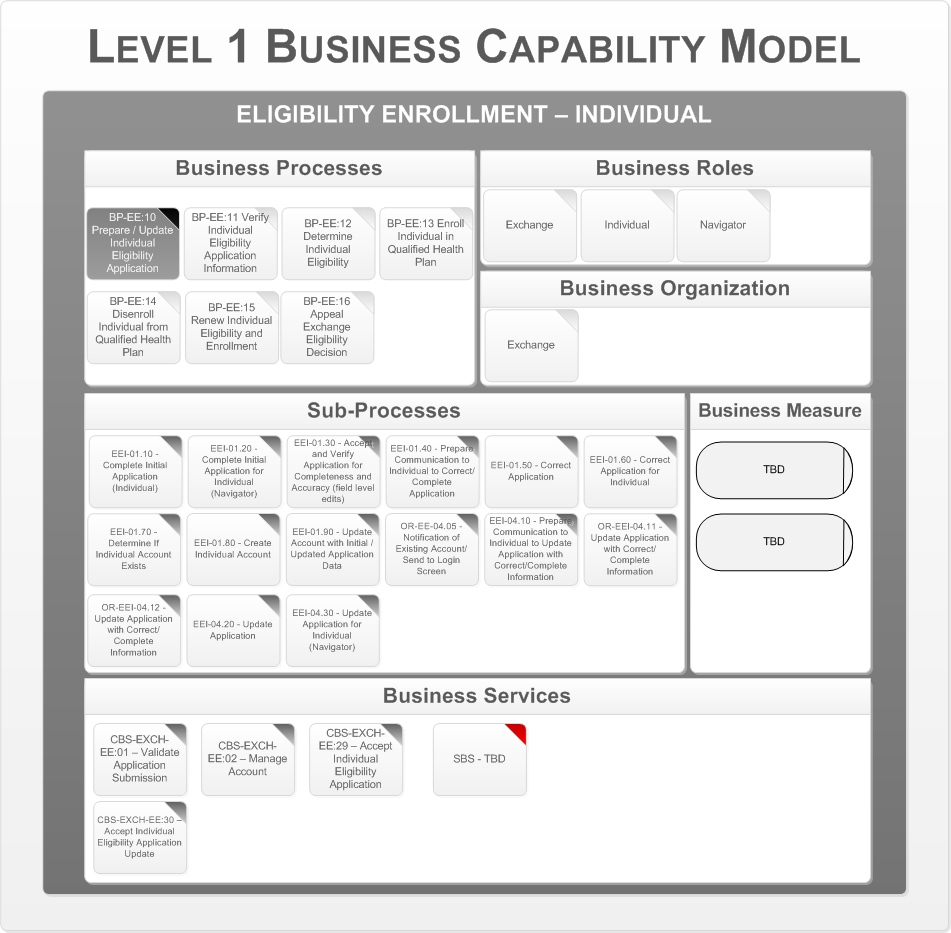 LEVEL 1 BUSINESS CAPABILITY MODEL
ELIGIBILITY ENROLLMENT – INDIVIDUAL
Business Processes
BP-EE:10
Prepare / Update
Individual
Eligibility
Application
BP-EE:11 Verify
Individual
Eligibility
Application
Information
BP-EE:12
Determine
Individual
Eligibility
BP-EE:13 Enroll
Individual in
Qualified Health
Plan
BP-EE:14
Disenroll
Individual from
Qualified Health
Plan
BP-EE:15
Renew Individual
Eligibility and
Enrollment
BP-EE:16
Appeal
Exchange
Eligibility
Decision
Business Roles
Exchange
Individual
Navigator
Business Organization
Exchange
Sub-Processes
EEI-01.10 -
Complete Initial
Application
(Individual)
EEI-01.20 -
Complete Initial
Application for
Individual
(Navigator)
EEI-01.30 - Accept
and Verify
Application for
Completeness and
Accuracy (field level
edits)
EEI-01.40 - Prepare
Communication to
Individual to Correct/
Complete
Application
EEI-01.50 - Correct
Application
EEI-01.60 - Correct
Application for
Individual
EEI-01.70 -
Determine If
Individual Account
Exists
EEI-01.80 - Create
Individual Account
EEI-01.90 - Update
Account with Initial /
Updated Application
Data
OR-EE-04.05 -
Notification of
Existing Account/
Send to Login
Screen
EEI-04.10 - Prepare
Communication to
Individual to Update
Application with
Correct/Complete
Information
OR-EEI-04.11 -
Update Application
with Correct/
Complete
Information
OR-EEI-04.12 -
Update Application
with Correct/
Complete
Information
EEI-04.20 - Update
Application
EEI-04.30 - Update
Application for
Individual
(Navigator)
Business Measure
TBD
TBD
Business Services
CBS-EXCH-
EE:01 – Validate
Application
Submission
CBS-EXCH-
EE:02 – Manage
Account
CBS-EXCH-
EE:29 – Accept
Individual
Eligibility
Application
SBS - TBD
CBS-EXCH-EE:30 –
Accept Individual
Eligibility Application
Update